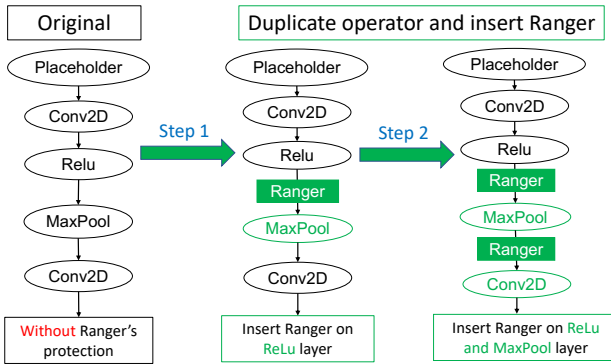 Original
Duplicate operator and insert Ranger
Placeholder
Conv2D
Relu
MaxPool
Conv2D
Without Ranger's
protection
Step 1
Placeholder
Conv2D
Relu
Ranger
MaxPool
Conv2D
Insert Ranger on
ReLu layer
Step 2
Placeholder
Conv2D
Relu
Ranger
MaxPool
Ranger
Conv2D
Insert Ranger on ReLu
and MaxPool layer